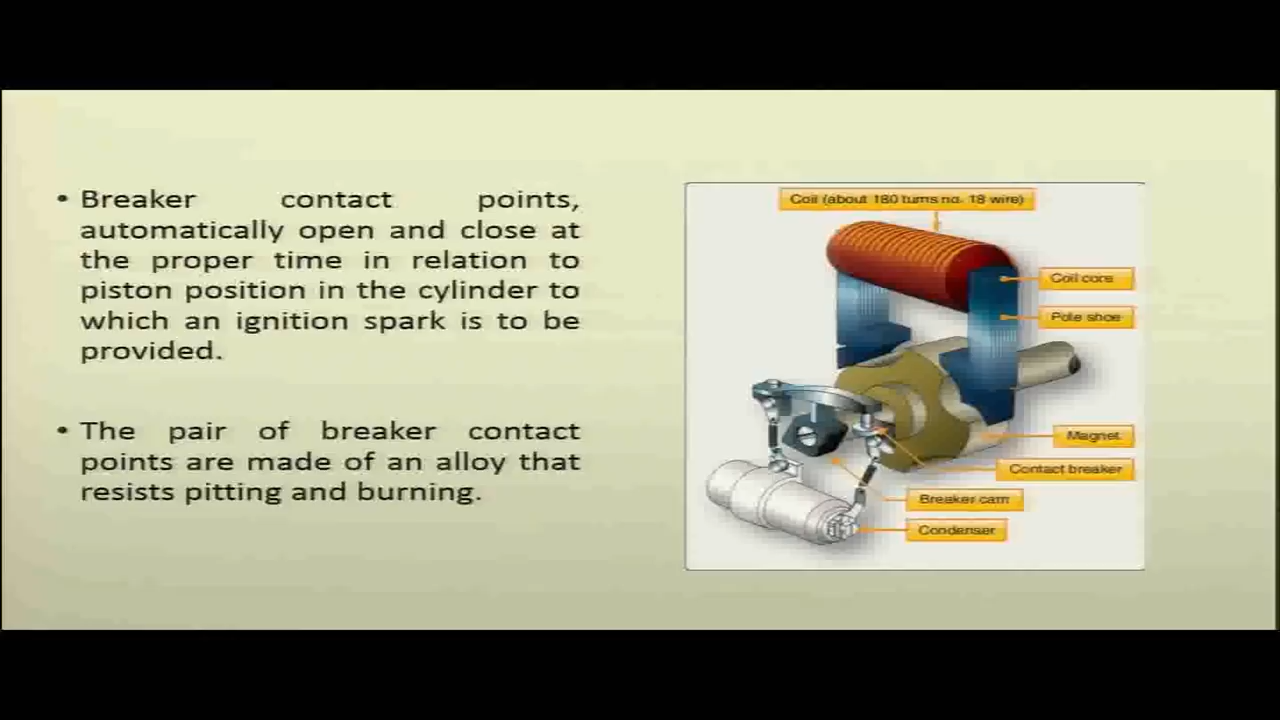 • Breaker contact points,
automatically open and close at
the proper time in relation to
piston position in the cylinder to
which an ignition spark is to be
provided.
• The pair of breaker contact
points are made of an alloy that
resists pitting and burning.
Coil (about 180 turns no. 18 wire)
Coil core
Pole shoe
Magnet
Contact breaker
Breaker cam
Condenser